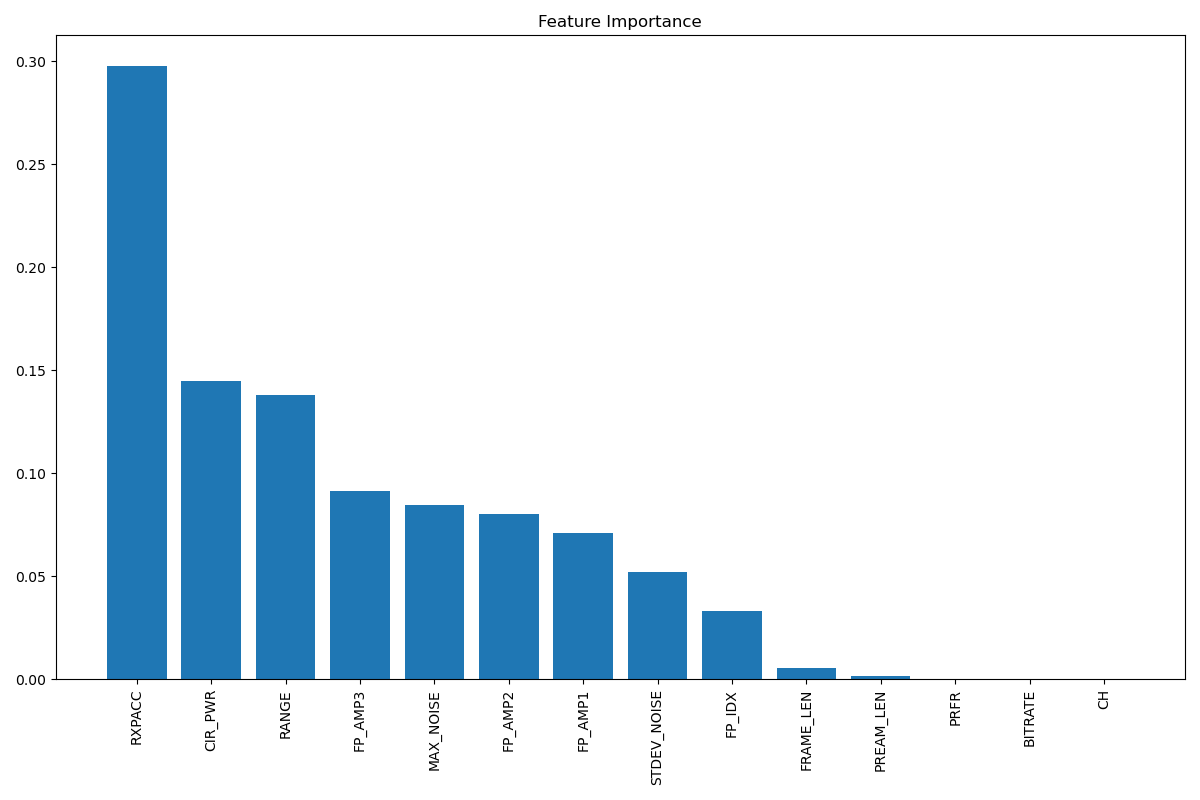 Feature Importance
0.30
0.25
0.20
0.15
0.10
0.05
0.00
RXPACC
CIR_PWR
RANGE
FP_AMP3
MAX_NOISE
FP_AMP2
FP_AMP1
STDEV_NOISE
FP_IDX
FRAME_LEN
PREAM_LEN
PRFR
BITRATE
CH